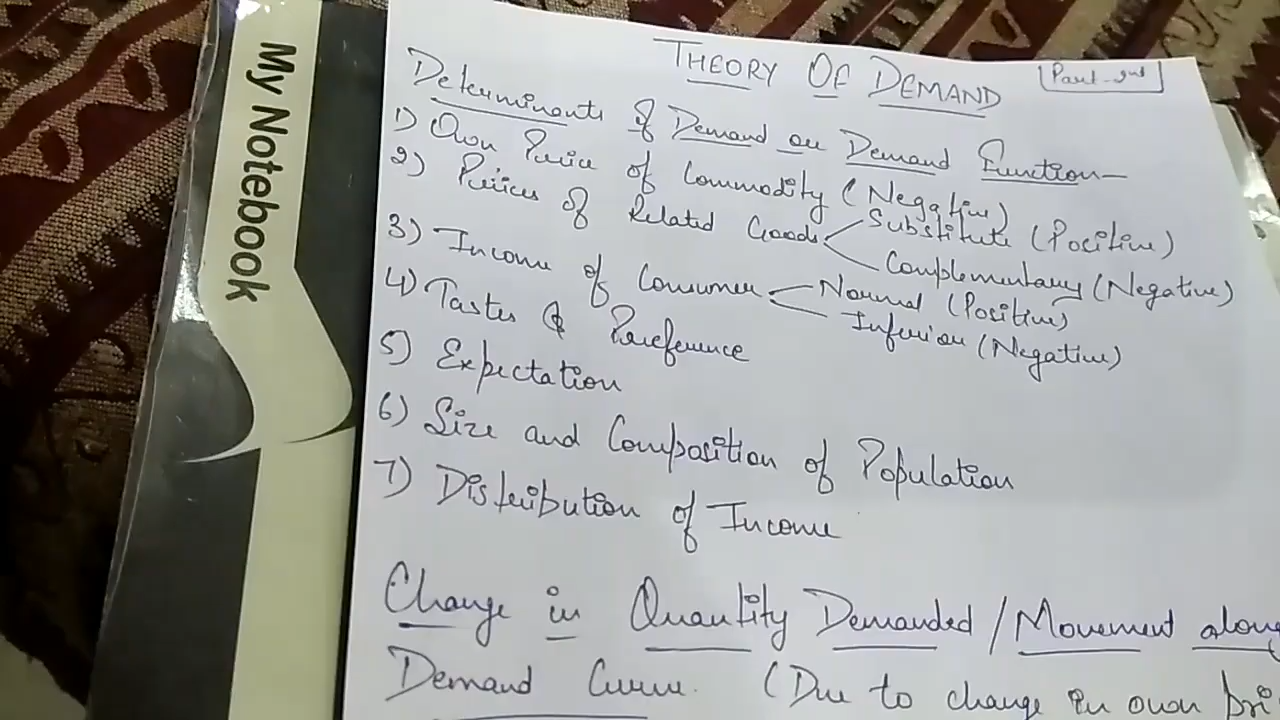 My Notebook
THEORY OF DEMAND
Determinants of Demand or Demand Function-
1) Own Price of Commodity (Negative)
2) Prices of Related Goods Substitute (Positive)
Complementary (Negative)
3) Income of Consumer Normal (Positive)
Inferior (Negative)
4) Tastes & Preference
5) Expectation
6) Size and Composition of Population
7) Distribution of Income
Change in Quantity Demanded / Movement along
Demand Curve. (Due to change in own pri